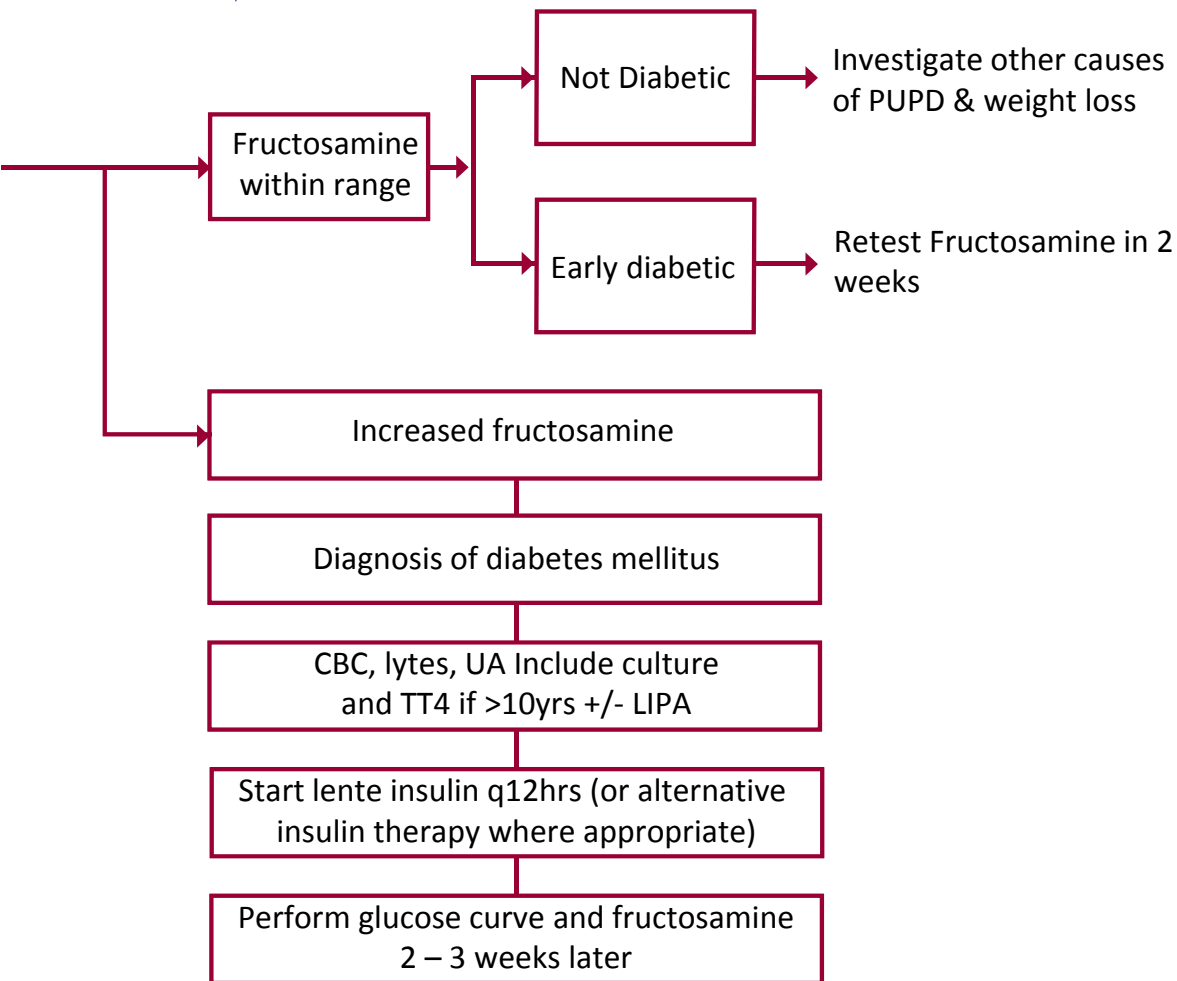 Not Diabetic
Investigate other causes
of PUPD & weight loss
Fructosamine
within range
Early diabetic
Retest Fructosamine in 2
weeks
Increased fructosamine
Diagnosis of diabetes mellitus
CBC, lytes, UA Include culture
and TT4 if >10yrs +/- LIPA
Start lente insulin q12hrs (or alternative
insulin therapy where appropriate)
Perform glucose curve and fructosamine
2 – 3 weeks later